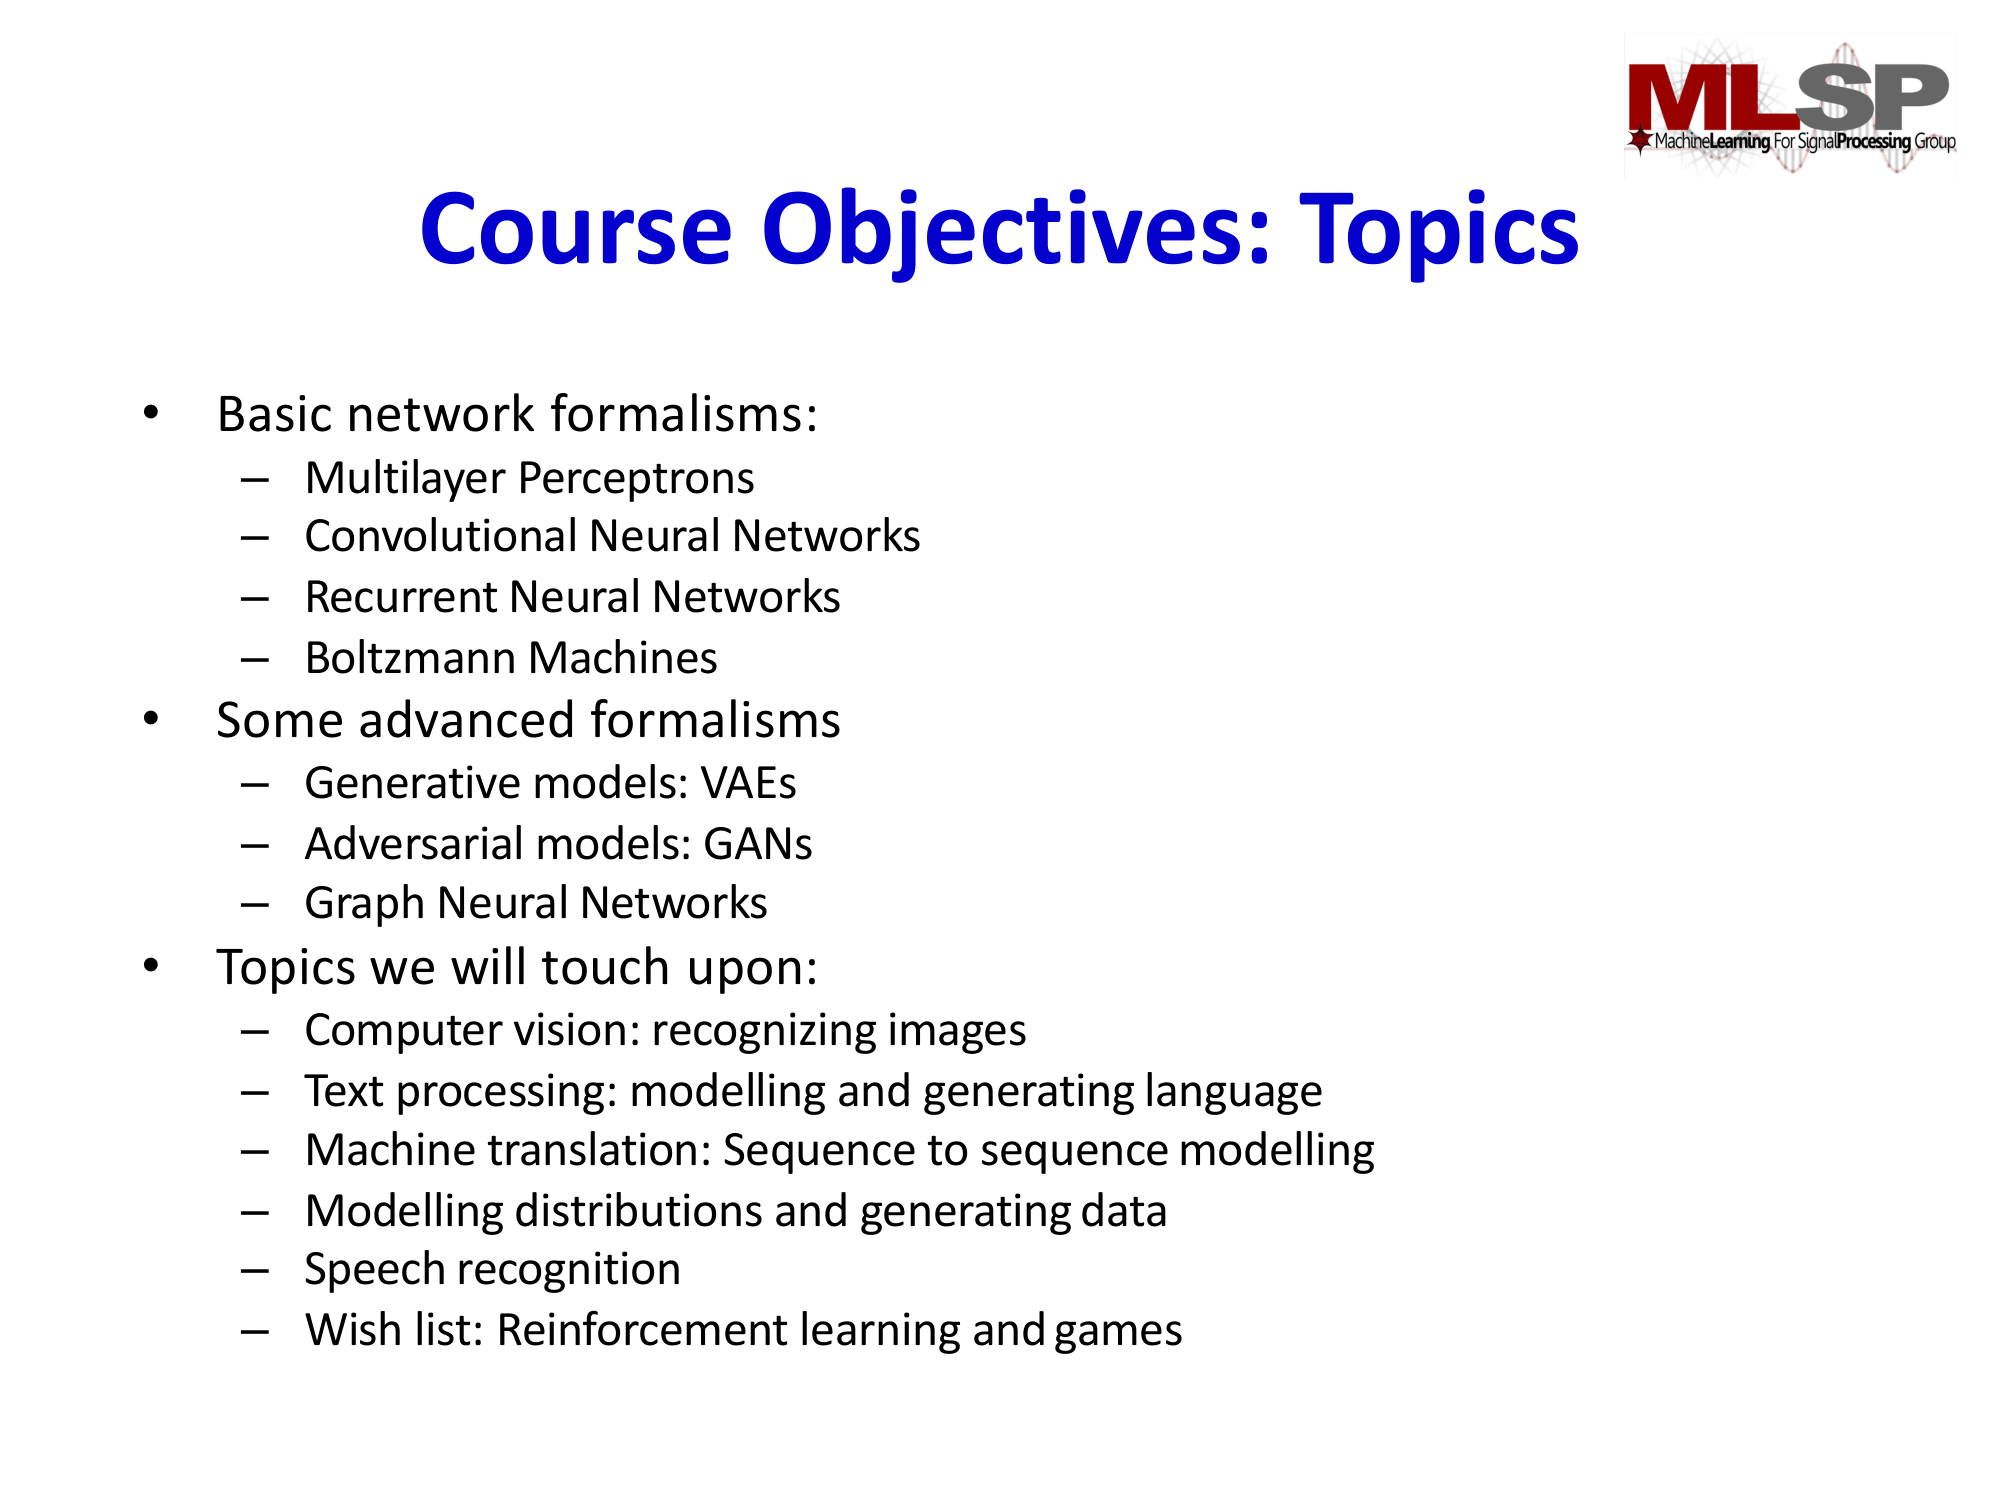 MLSP
MachineLearning For SignalProcessing Group
Course Objectives: Topics
• Basic network formalisms:
– Multilayer Perceptrons
– Convolutional Neural Networks
– Recurrent Neural Networks
– Boltzmann Machines
• Some advanced formalisms
– Generative models: VAEs
– Adversarial models: GANs
– Graph Neural Networks
• Topics we will touch upon:
– Computer vision: recognizing images
– Text processing: modelling and generating language
– Machine translation: Sequence to sequence modelling
– Modelling distributions and generating data
– Speech recognition
– Wish list: Reinforcement learning and games